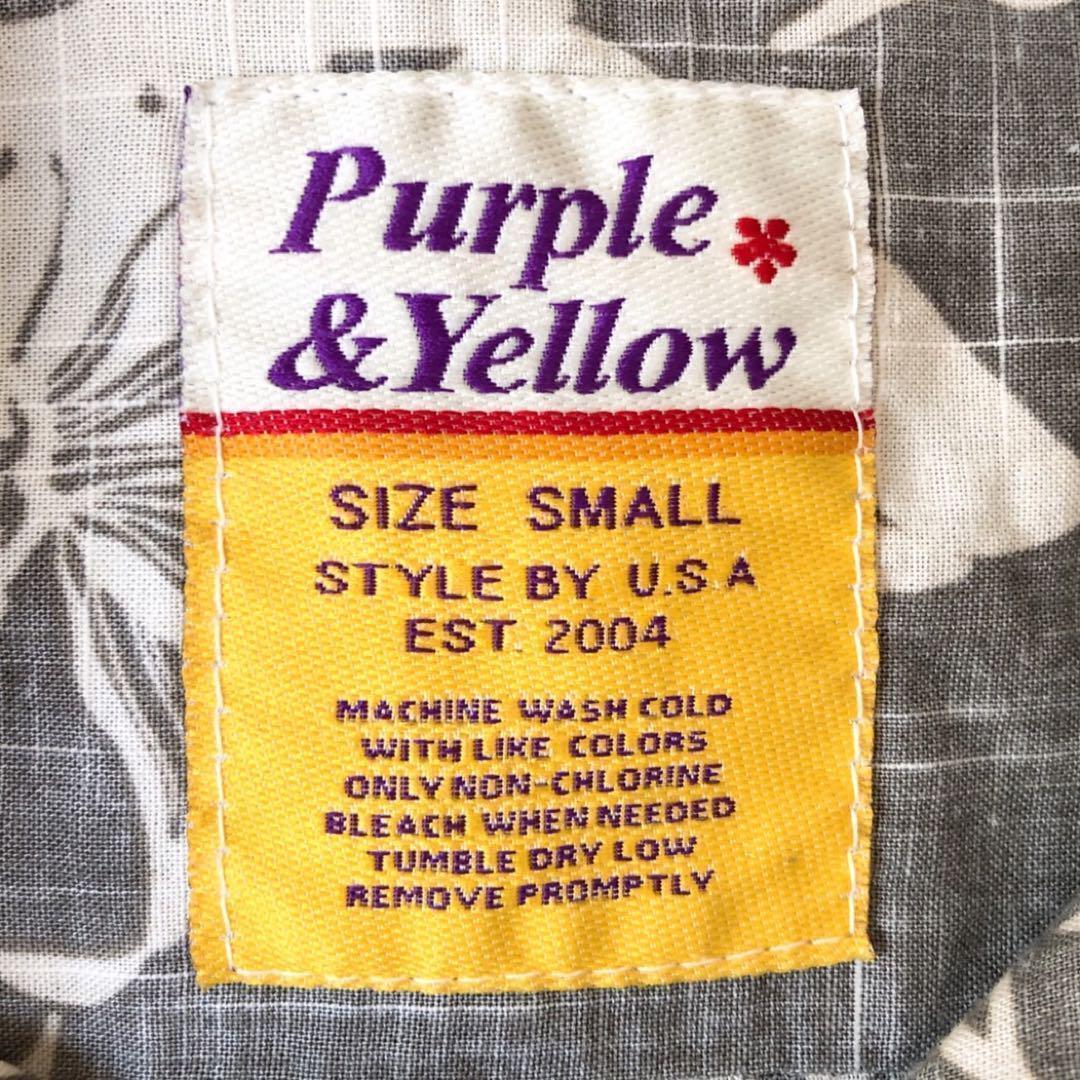 Purple
&Yellow
SIZE SMALL
STYLE BY U.S.A
EST. 2004
MACHINE WASH COLD
WITH LIKE COLORS
ONLY NON-CHLORINE
BLEACH WHEN NEEDED
TUMBLE DRY LOW
REMOVE PROMPTLY